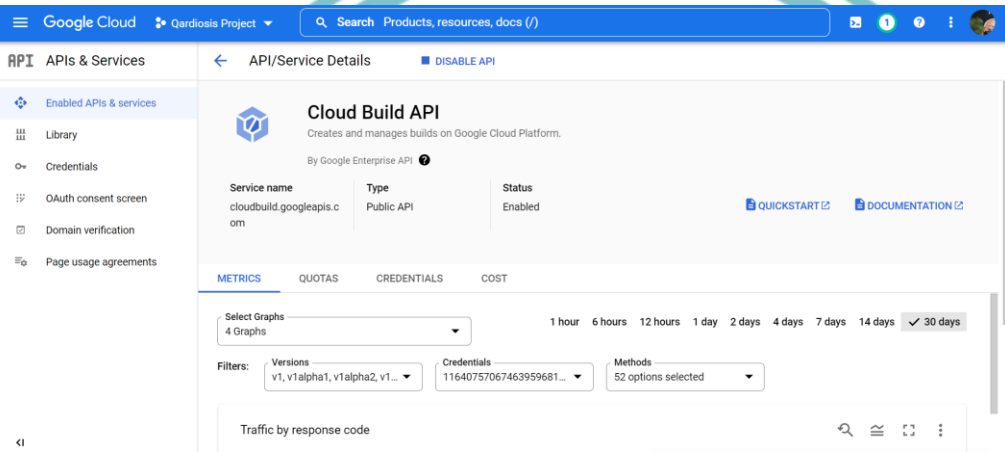 Google Cloud
Qardiosis Project
Search Products, resources, docs (/)
1
API APIs & Services
API/Service Details
DISABLE API
Enabled APIs & services
Library
Credentials
OAuth consent screen
Domain verification
Page usage agreements
Cloud Build API
Creates and manages builds on Google Cloud Platform.
By Google Enterprise API
Service name
cloudbuild.googleapis.c
om
Type
Public API
Status
Enabled
QUICKSTART
DOCUMENTATION
METRICS QUOTAS CREDENTIALS COST
Select Graphs
4 Graphs
1 hour 6 hours 12 hours 1 day 2 days 4 days 7 days 14 days 30 days
Filters:
Versions
v1, v1alpha1, v1alpha2, v1...
Credentials
11640757067463959681...
Methods
52 options selected
Traffic by response code